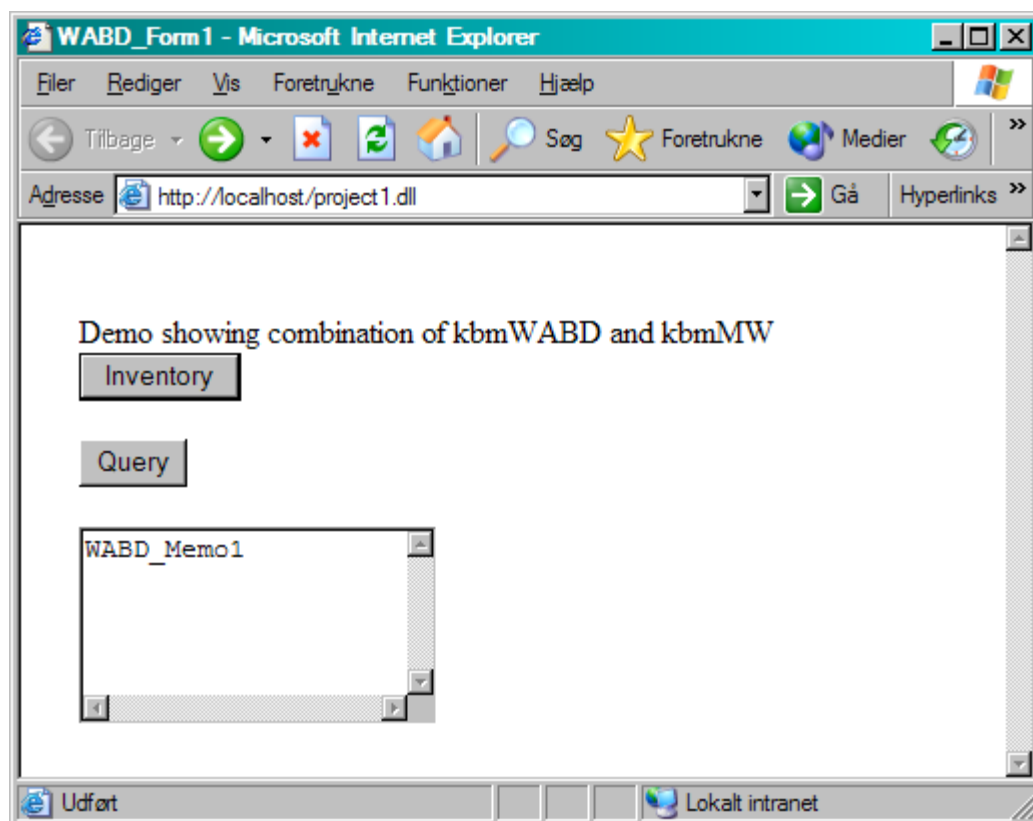 WABD_Form1 - Microsoft Internet Explorer
Filer Rediger Vis Foretrukne Funktioner Hjælp
Tilbage Søg Foretrukne Medier »
Adresse http://localhost/project1.dll Gå Hyperlinks »
Demo showing combination of kbmWABD and kbmMW
Inventory
Query
WABD_Memo1
Udført Lokalt intranet